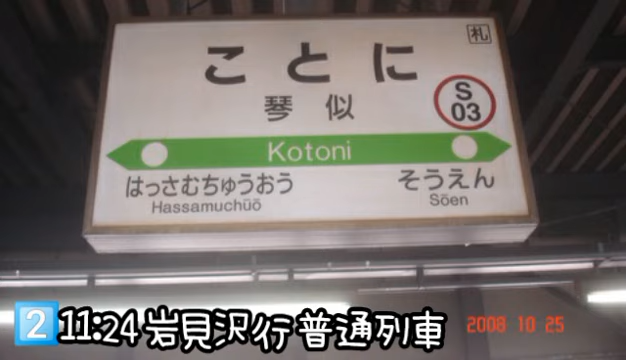 札
ことに
琴似
S
03
Kotoni
はっさむちゅうおう
Hassamuchūō
そうえん
Sōen
2 11:24 岩見沢行 普通列車
2008 10 25